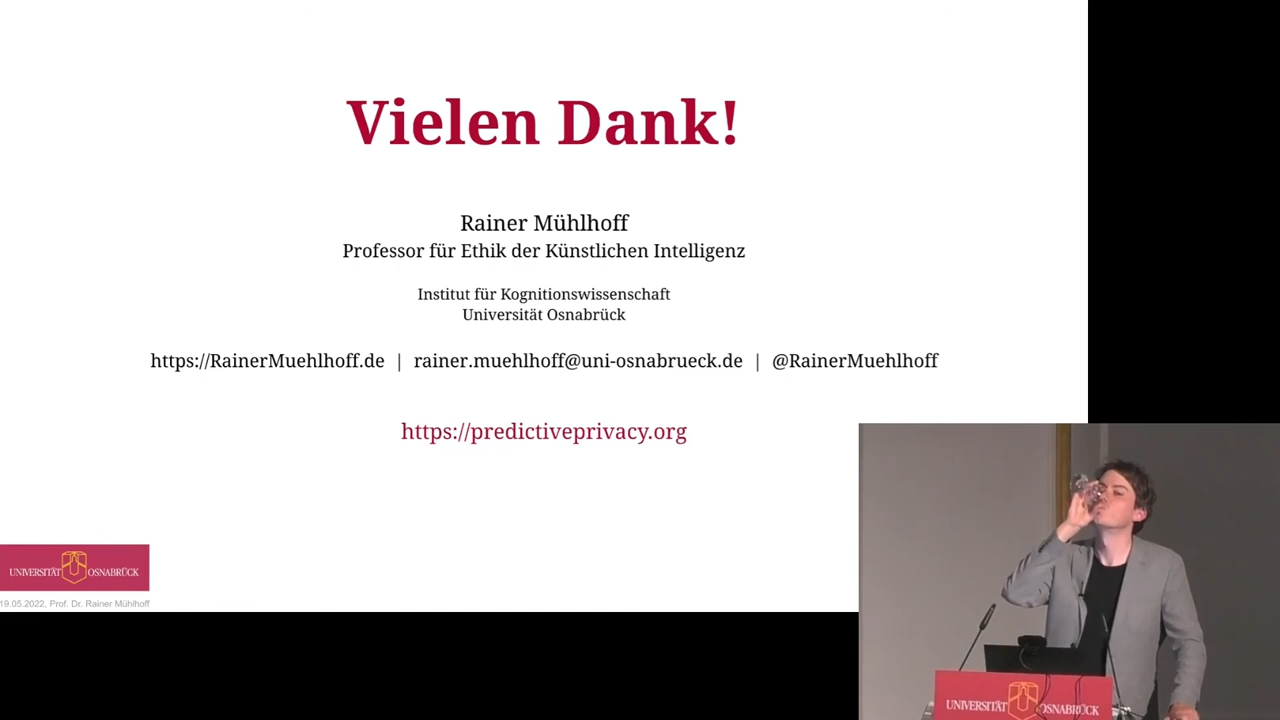 Vielen Dank!
Rainer Mühlhoff
Professor für Ethik der Künstlichen Intelligenz
Institut für Kognitionswissenschaft
Universität Osnabrück
https://RainerMuehlhoff.de | rainer.muehlhoff@uni-osnabrueck.de | @RainerMuehlhoff
https://predictiveprivacy.org
UNIVERSITÄT OSNABRÜCK
19.05.2022, Prof. Dr. Rainer Mühlhoff
UNIVERSITÄT OSNABRÜCK